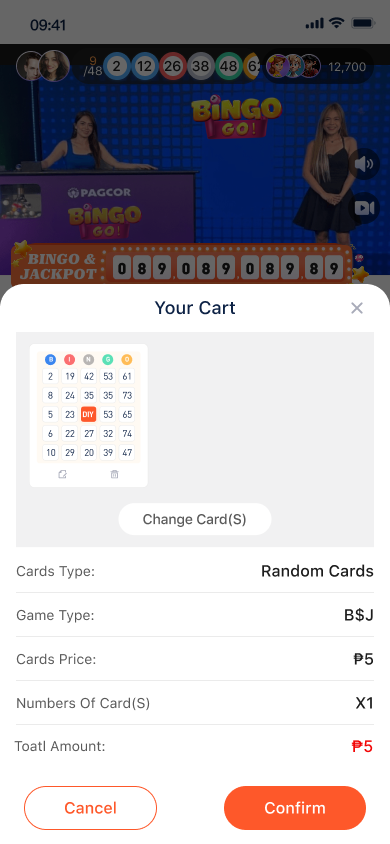 09:41
9
/48
2 12 26 38 48
12,700
BINGO
GO!
PAGCOR
BINGO
GO!
BINGO &
JACKPOT
089.089.089.89
Your Cart
B I N G O
2 19 42 53 61
8 24 35 35 73
5 23 DIY 53 65
6 22 27 32 74
10 29 20 39 47
Change Card(S)
Cards Type: Random Cards
Game Type: B$J
Cards Price: ₱5
Numbers Of Card(S) X1
Toatl Amount: ₱5
Cancel Confirm